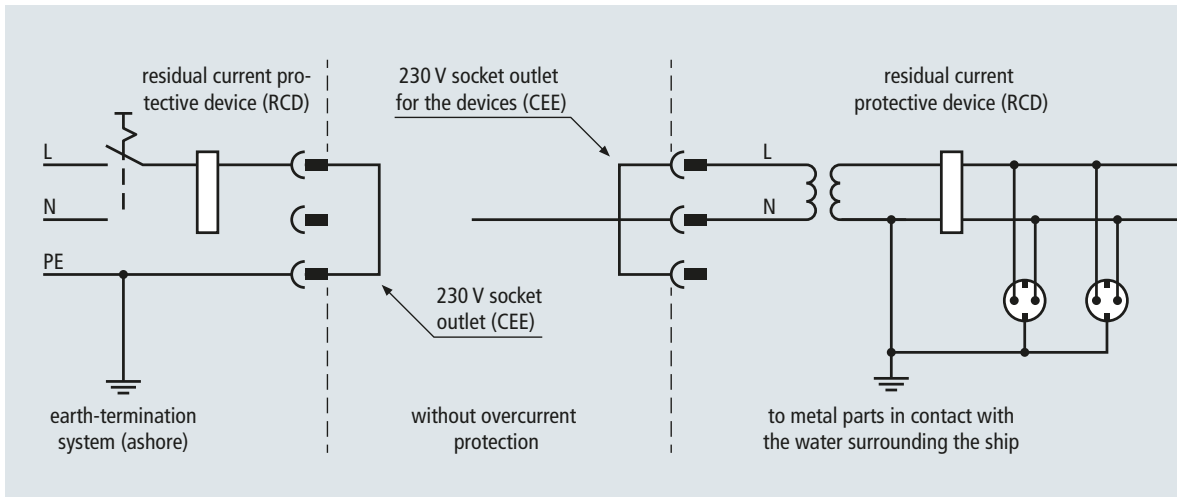 residual current pro-
tective device (RCD)
230 V socket outlet
for the devices (CEE)
residual current
protective device (RCD)
L
N
PE
L
N
230 V socket
outlet (CEE)
earth-termination
system (ashore)
without overcurrent
protection
to metal parts in contact with
the water surrounding the ship